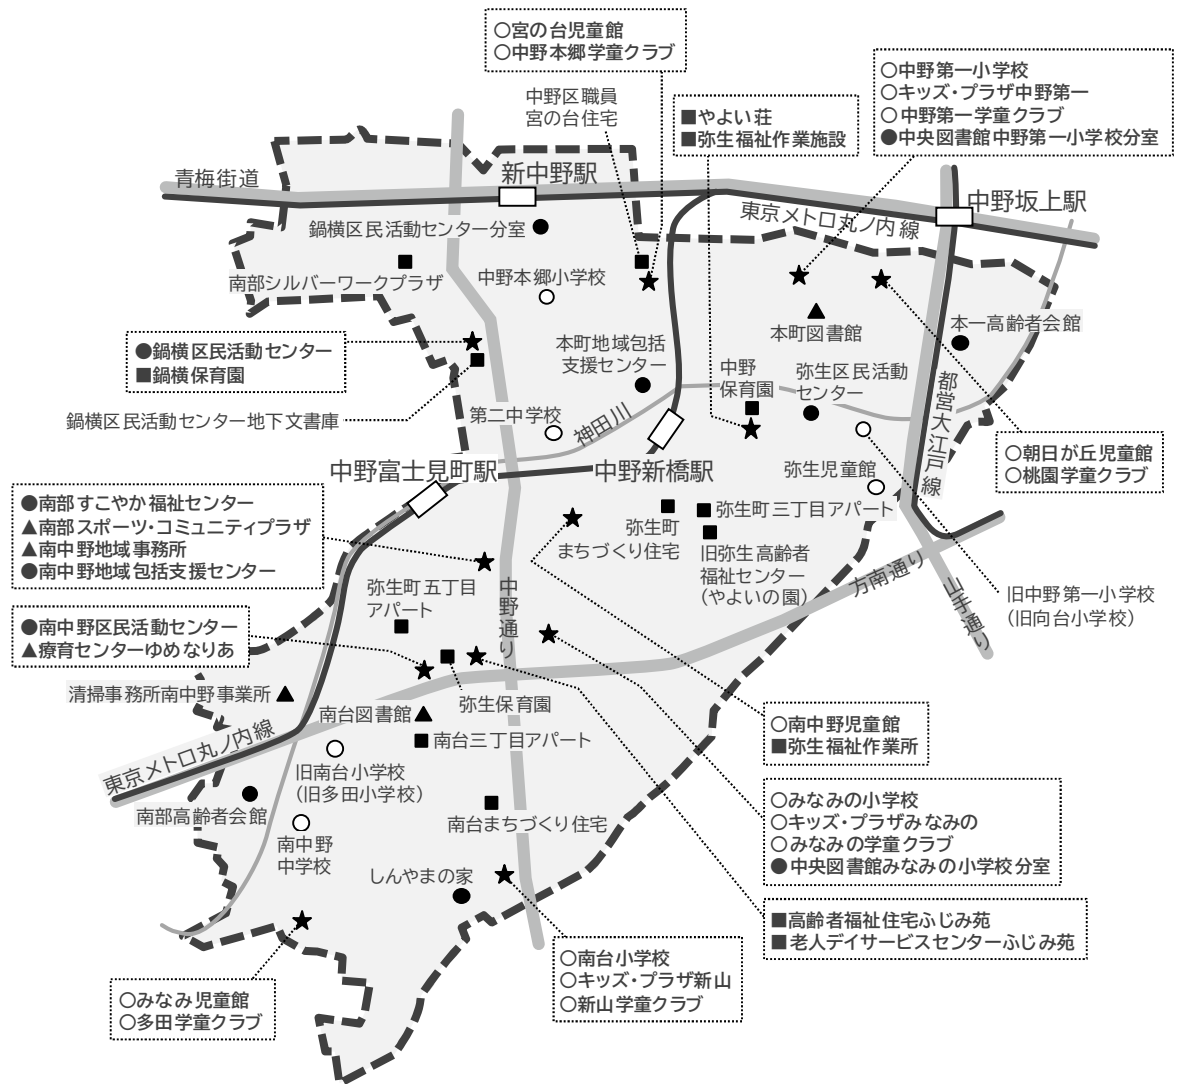 ○宮の台児童館
○中野本郷学童クラブ
○中野第一小学校
○キッズ・プラザ中野第一
○中野第一学童クラブ
●中央図書館中野第一小学校分室
中野区職員
宮の台住宅
■やよい荘
■弥生福祉作業施設
青梅街道
新中野駅
中野坂上駅
東京メトロ丸ノ内線
鍋横区民活動センター分室
南部シルバーワークプラザ
中野本郷小学校
本町図書館
本一高齢者会館
●鍋横区民活動センター
■鍋横保育園
本町地域包括
支援センター
中野
保育園
弥生区民活動
センター
都営大江戸線
鍋横区民活動センター地下文書庫
第二中学校
神田川
○朝日が丘児童館
○桃園学童クラブ
中野富士見町駅
中野新橋駅
弥生児童館
●南部すこやか福祉センター
▲南部スポーツ・コミュニティプラザ
▲南中野地域事務所
●南中野地域包括支援センター
弥生町
まちづくり住宅
弥生町三丁目アパート
旧弥生高齢者
福祉センター
(やよいの園)
方南通り
山手通り
旧中野第一小学校
(旧向台小学校)
弥生町五丁目
アパート
中野通り
●南中野区民活動センター
▲療育センターゆめなりあ
清掃事務所南中野事業所
弥生保育園
南台図書館
南台三丁目アパート
○南中野児童館
■弥生福祉作業所
東京メトロ丸ノ内線
旧南台小学校
(旧多田小学校)
南部高齢者会館
南中野
中学校
南台まちづくり住宅
○みなみの小学校
○キッズ・プラザみなみの
○みなみの学童クラブ
●中央図書館みなみの小学校分室
しんやまの家
■高齢者福祉住宅ふじみ苑
■老人デイサービスセンターふじみ苑
○南台小学校
○キッズ・プラザ新山
○新山学童クラブ
○みなみ児童館
○多田学童クラブ